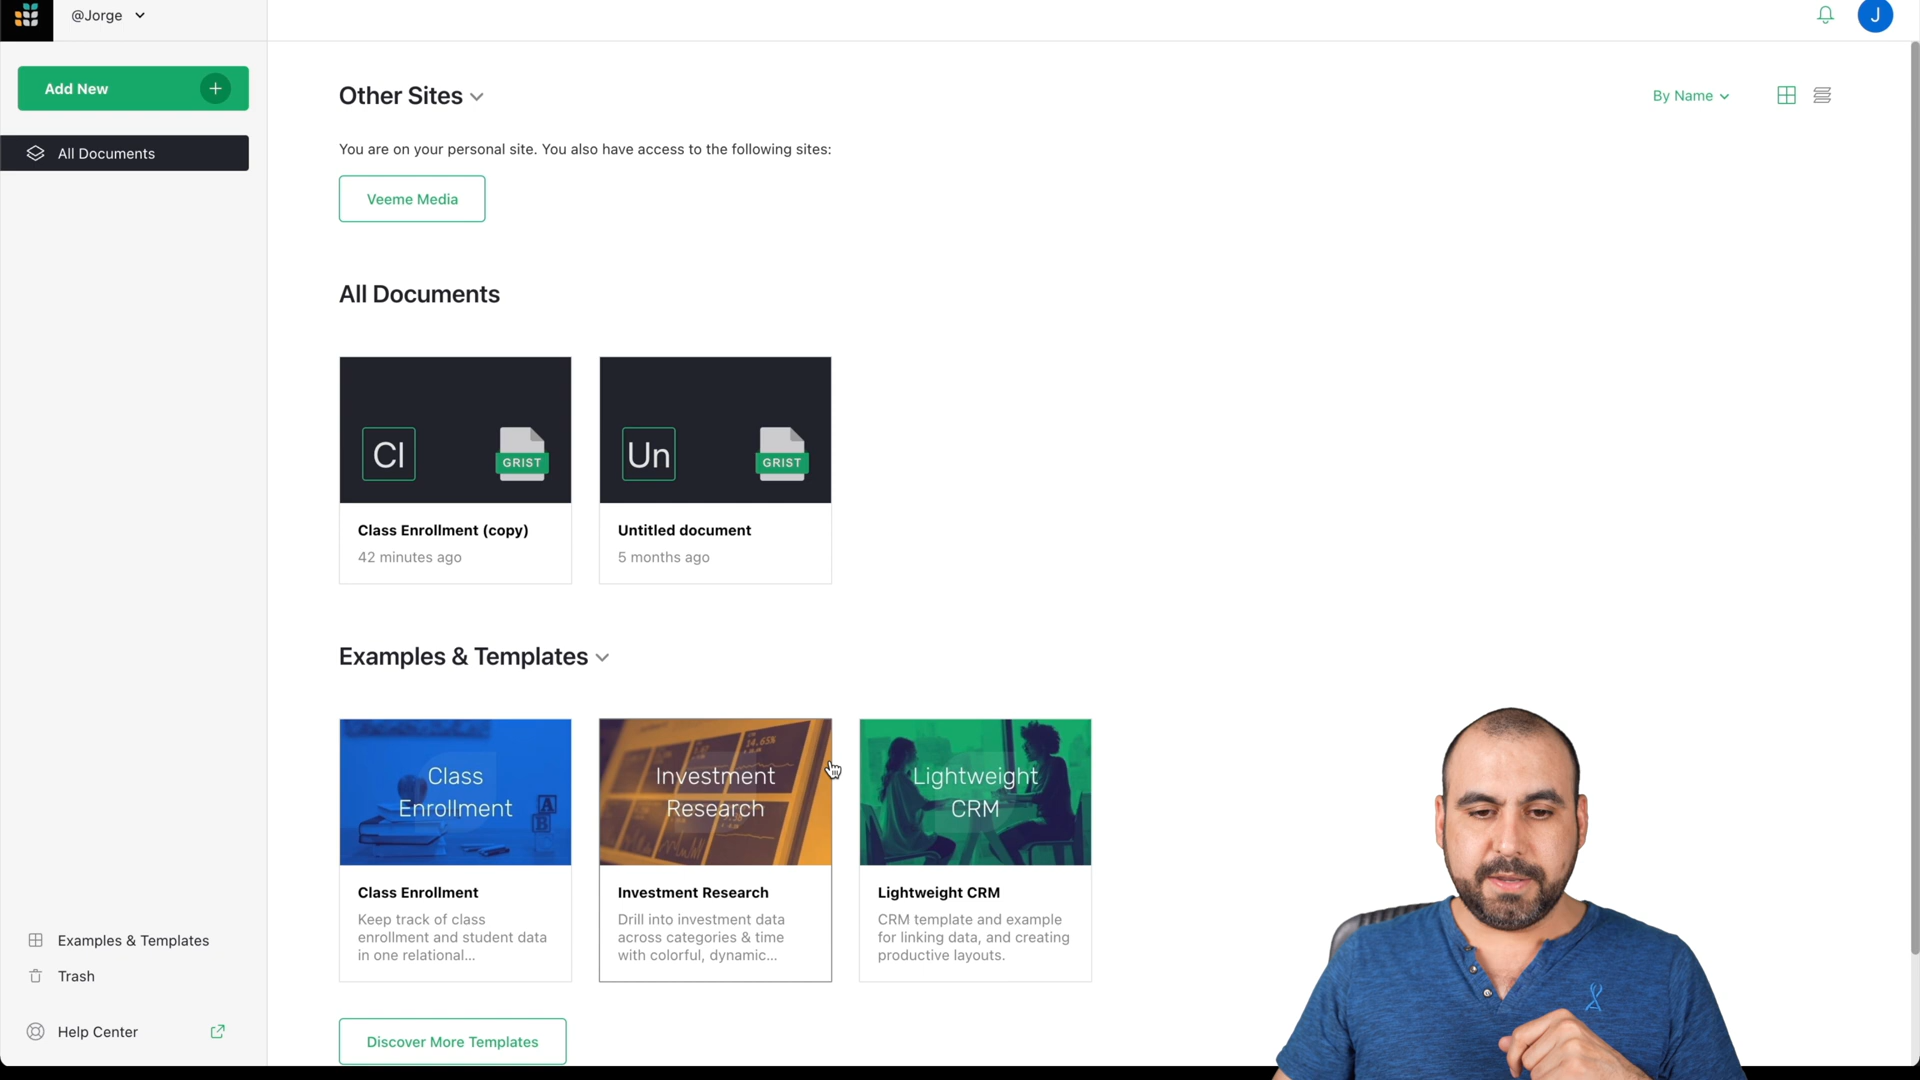 @Jorge
J
Add New
All Documents
Other Sites
By Name
You are on your personal site. You also have access to the following sites:
Veeme Media
All Documents
Cl
GRIST
Un
GRIST
Class Enrollment (copy)
42 minutes ago
Untitled document
5 months ago
Examples & Templates
Class
Enrollment
A
B
14.65%
Investment
Research
Lightweight
CRM
Class Enrollment
Keep track of class
enrollment and student data
in one relational...
Investment Research
Drill into investment data
across categories & time
with colorful, dynamic...
Lightweight CRM
CRM template and example
for linking data, and creating
productive layouts.
Discover More Templates
Examples & Templates
Trash
Help Center